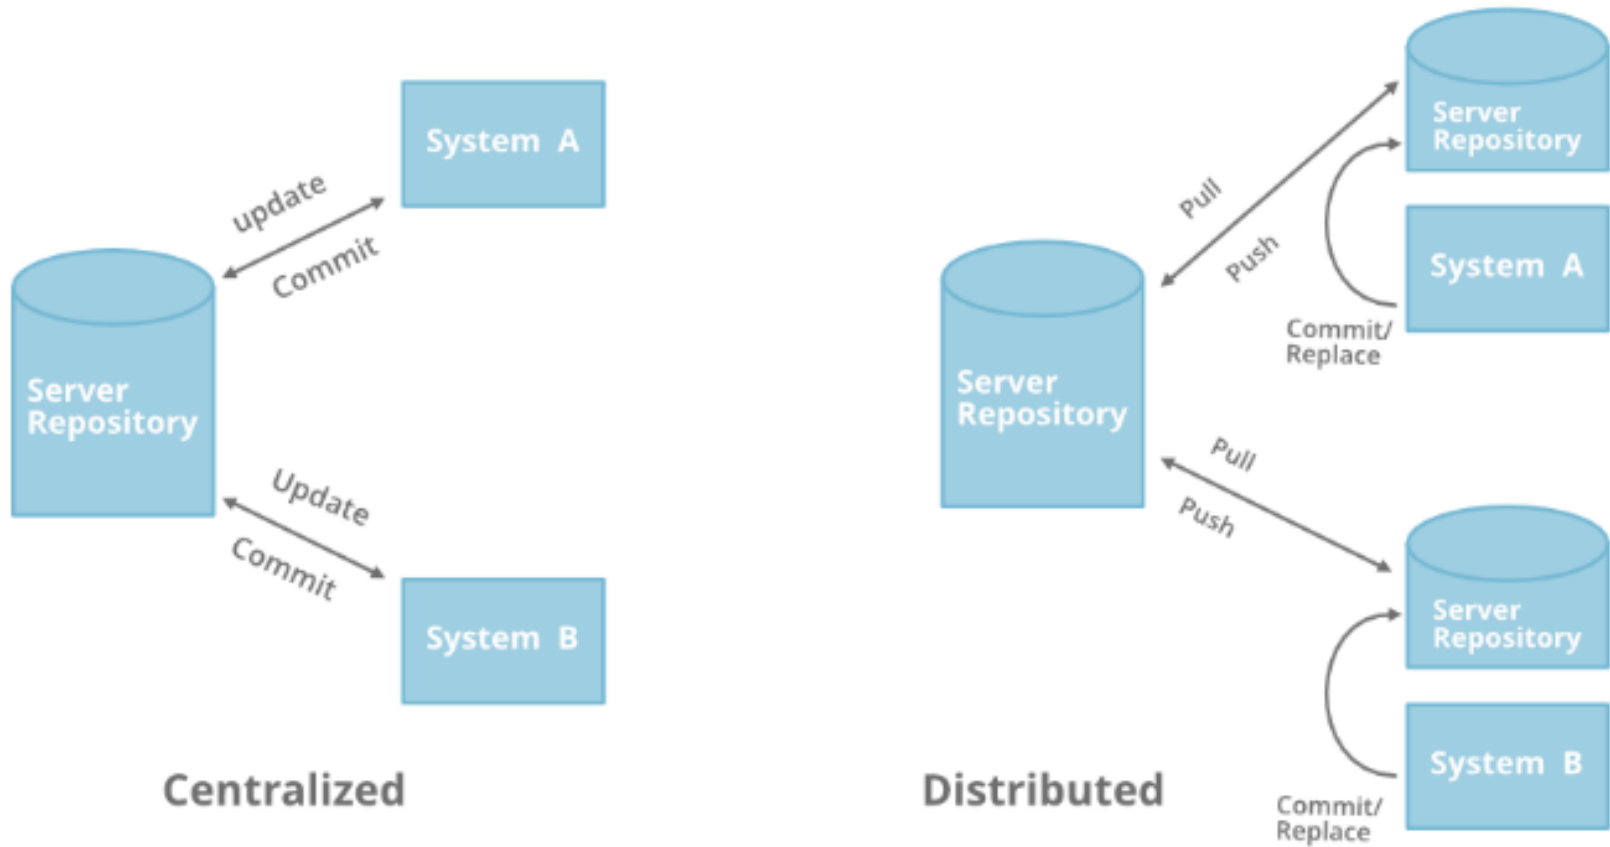 System A
update
Commit
Server
Repository
Update
Commit
System B
Centralized
Server
Repository
Pull
Push
System A
Commit/
Replace
Server
Repository
Pull
Push
Server
Repository
System B
Commit/
Replace
Distributed